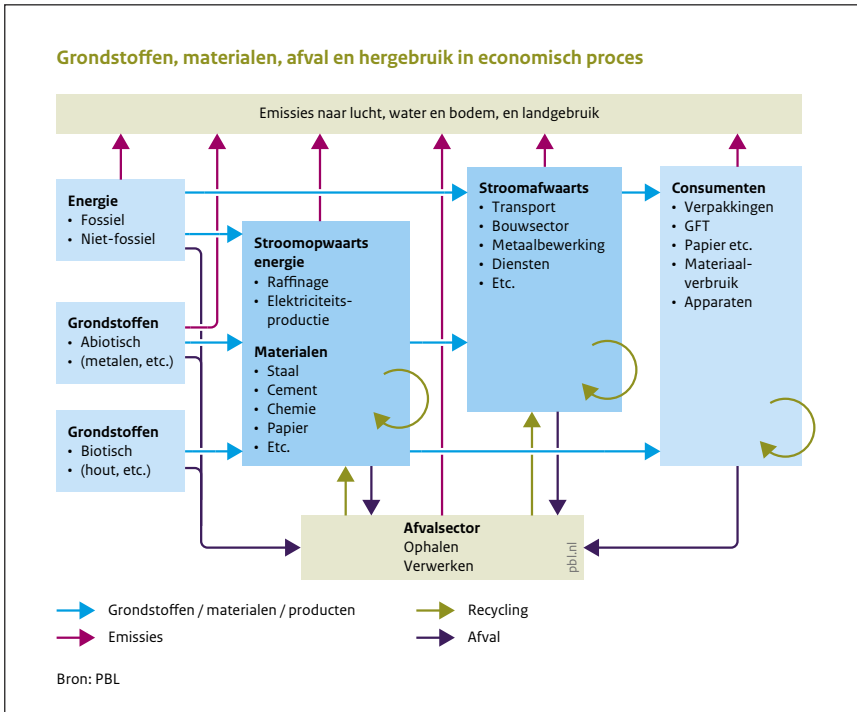 Grondstoffen, materialen, afval en hergebruik in economisch proces
Emissies naar lucht, water en bodem, en landgebruik
Energie
• Fossiel
• Niet-fossiel
Grondstoffen
• Abiotisch
• (metalen, etc.)
Grondstoffen
• Biotisch
• (hout, etc.)
Stroomopwaarts
energie
• Raffinage
• Elektriciteits-
productie
Materialen
• Staal
• Cement
• Chemie
• Papier
• Etc.
Stroomafwaarts
• Transport
• Bouwsector
• Metaalbewerking
• Diensten
• Etc.
Consumenten
• Verpakkingen
• GFT
• Papier etc.
• Materiaal-
verbruik
• Apparaten
Afvalsector
Ophalen
Verwerken
pbl.nl
Grondstoffen / materialen / producten
Emissies
Recycling
Afval
Bron: PBL